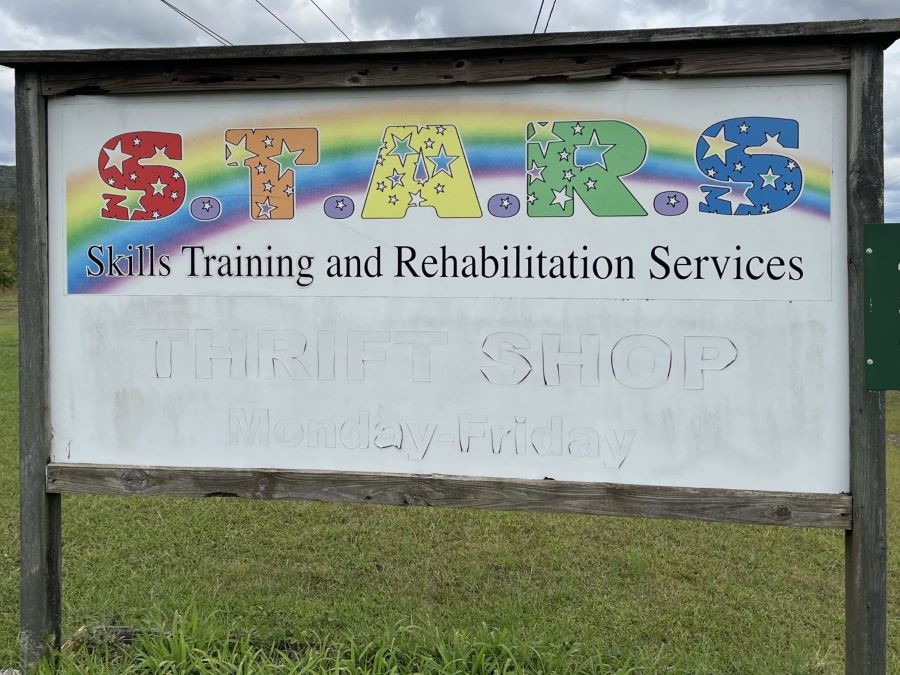 S.T.A.R.S
Skills Training and Rehabilitation Services
THRIFT SHOP
Monday-Friday